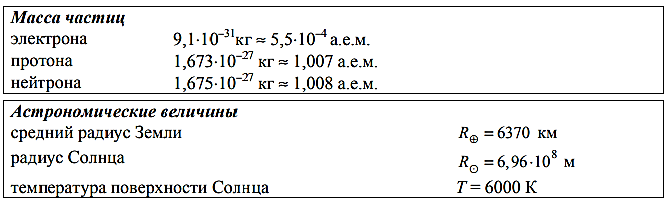 Масса частиц
электрона 9,1·10⁻³¹кг ≈ 5,5·10⁻⁴ а.е.м.
протона 1,673·10⁻²⁷ кг ≈ 1,007 а.е.м.
нейтрона 1,675·10⁻²⁷ кг ≈ 1,008 а.е.м.
Астрономические величины
средний радиус Земли R⊕ = 6370 км
радиус Солнца R⊙ = 6,96·10⁸ м
температура поверхности Солнца T = 6000 К